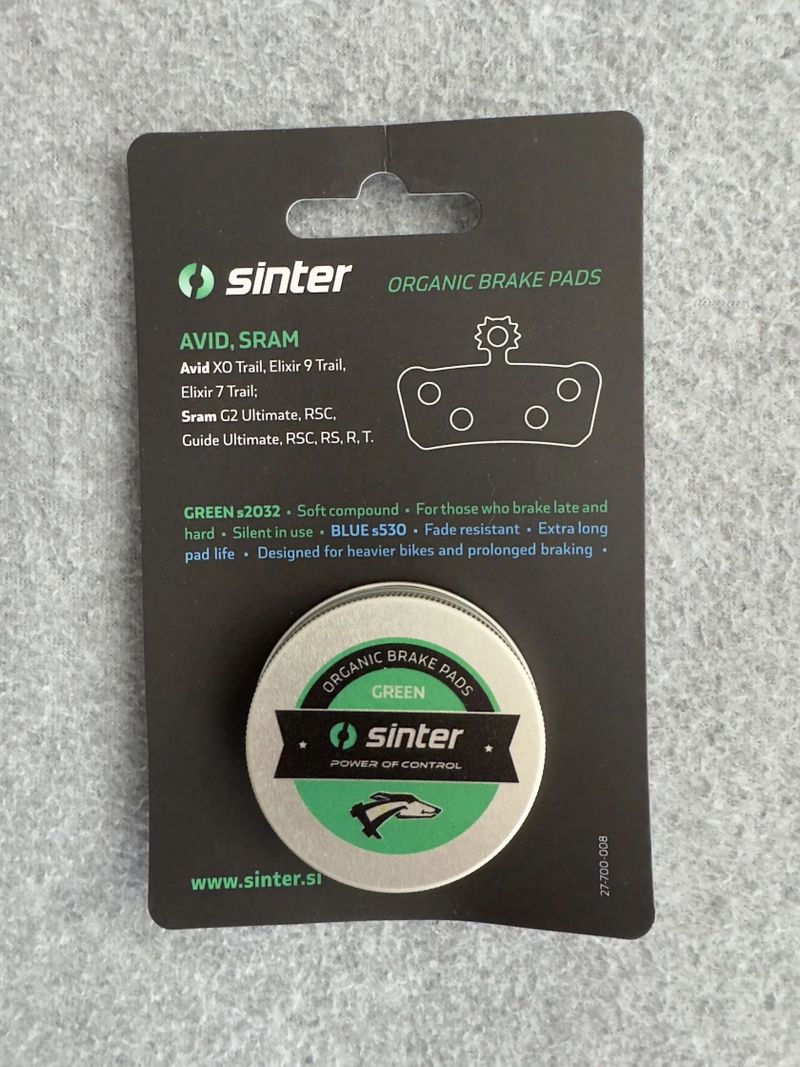 sinter
ORGANIC BRAKE PADS
AVID, SRAM
Avid XO Trail, Elixir 9 Trail,
Elixir 7 Trail;
Sram G2 Ultimate, RSC,
Guide Ultimate, RSC, RS, R, T.
GREEN s2032 • Soft compound • For those who brake late and
hard • Silent in use • BLUE s530 • Fade resistant • Extra long
pad life • Designed for heavier bikes and prolonged braking •
ORGANIC BRAKE PADS
GREEN
sinter
POWER OF CONTROL
www.sinter.si
27-700-008